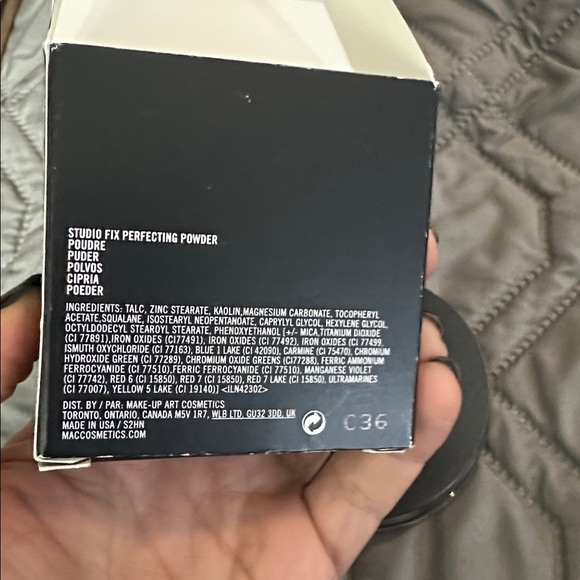 STUDIO FIX PERFECTING POWDER
POUDRE
PUDER
POLVOS
CIPRIA
POEDER
INGREDIENTS: TALC, ZINC STEARATE, KAOLIN,MAGNESIUM CARBONATE, TOCOPHERYL
ACETATE,SQUALANE, ISOSTEARYL NEOPENTANOATE, CAPRYLYL GLYCOL, HEXYLENE GLYCOL,
OCTYLDODECYL STEAROYL STEARATE, PHENOXYETHANOL [+/- MICA,TITANIUM DIOXIDE
(CI 77891),IRON OXIDES (CI77491), IRON OXIDES (CI 77492), IRON OXIDES (CI 77499,
ISMUTH OXYCHLORIDE (CI 77163), BLUE 1 LAKE (CI 42090), CARMINE (CI 75470), CHROMIUM
HYDROXIDE GREEN (CI 77289), CHROMIUM OXIDE GREENS (CI77288), FERRIC AMMONIUM
FERROCYANIDE (CI 77510),FERRIC FERROCYANIDE (CI 77510), MANGANESE VIOLET
(CI 77742), RED 6 (CI 15850), RED 7 (CI 15850), RED 7 LAKE (CI 15850), ULTRAMARINES
(CI 77007), YELLOW 5 LAKE (CI 19140)] <ILN42302>
DIST. BY / PAR: MAKE-UP ART COSMETICS
TORONTO, ONTARIO, CANADA M5V 1R7, WLB LTD, GU32 3DD, UK
MADE IN USA / S2HN
MACCOSMETICS.COM
C36